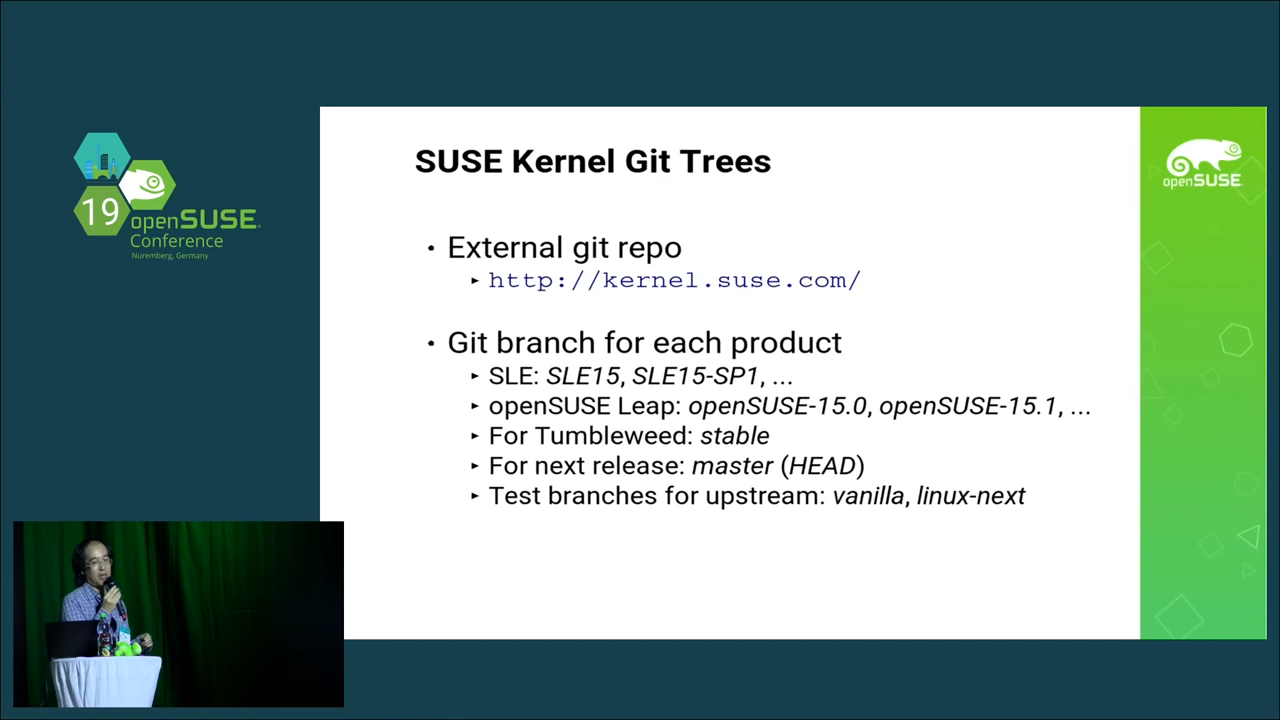 SUSE Kernel Git Trees
• External git repo
▸ http://kernel.suse.com/
• Git branch for each product
▸ SLE: SLE15, SLE15-SP1, ...
▸ openSUSE Leap: openSUSE-15.0, openSUSE-15.1, ...
▸ For Tumbleweed: stable
▸ For next release: master (HEAD)
▸ Test branches for upstream: vanilla, linux-next
openSUSE
19
openSUSE
Conference
Nuremberg, Germany